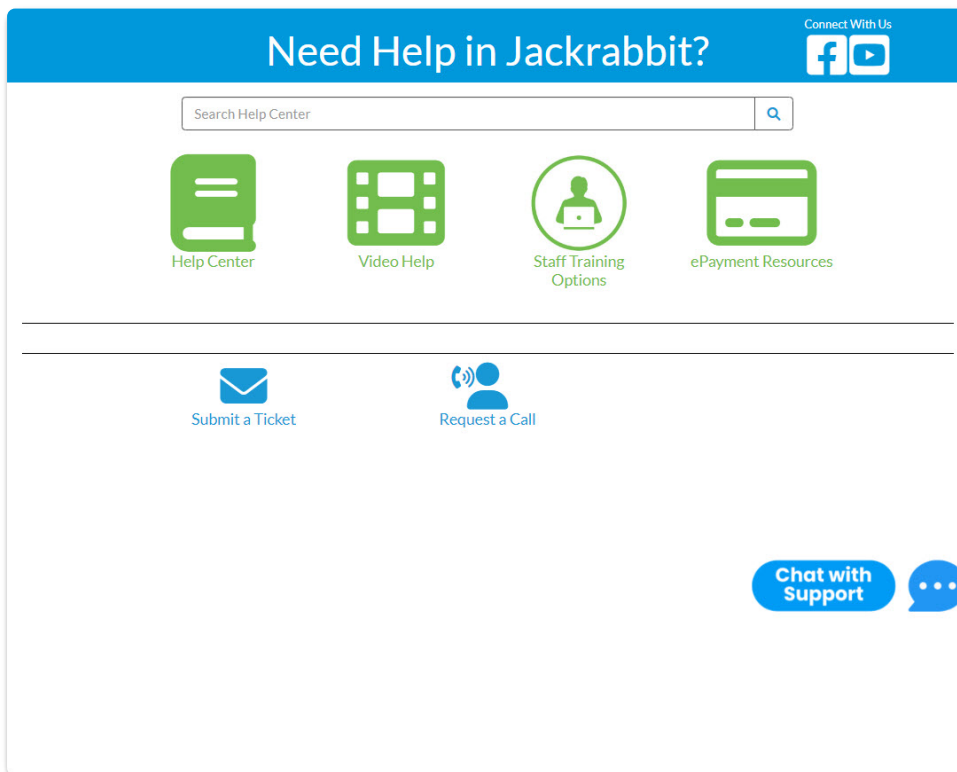 Connect With Us
Need Help in Jackrabbit?
Search Help Center
Help Center
Video Help
Staff Training
Options
ePayment Resources
Submit a Ticket
Request a Call
Chat with
Support